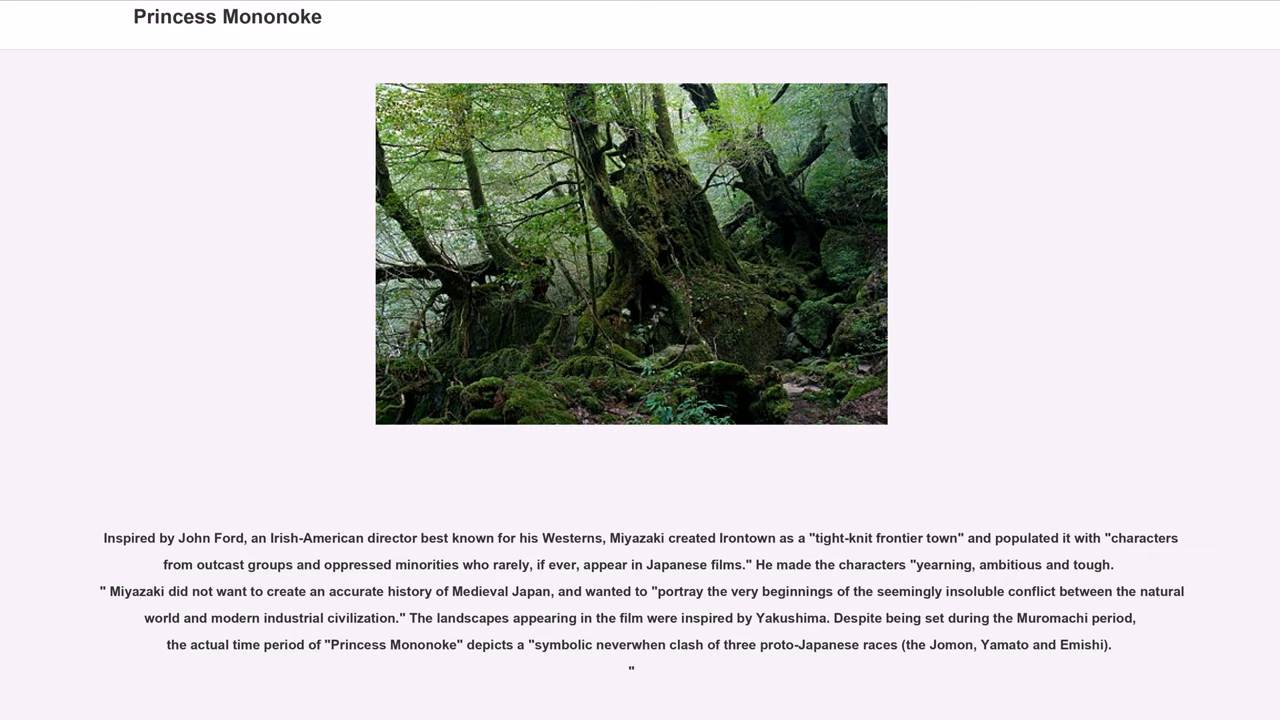 Princess Mononoke
Inspired by John Ford, an Irish-American director best known for his Westerns, Miyazaki created Irontown as a "tight-knit frontier town" and populated it with "characters
from outcast groups and oppressed minorities who rarely, if ever, appear in Japanese films." He made the characters "yearning, ambitious and tough.
" Miyazaki did not want to create an accurate history of Medieval Japan, and wanted to "portray the very beginnings of the seemingly insoluble conflict between the natural
world and modern industrial civilization." The landscapes appearing in the film were inspired by Yakushima. Despite being set during the Muromachi period,
the actual time period of "Princess Mononoke" depicts a "symbolic neverwhen clash of three proto-Japanese races (the Jomon, Yamato and Emishi).
"